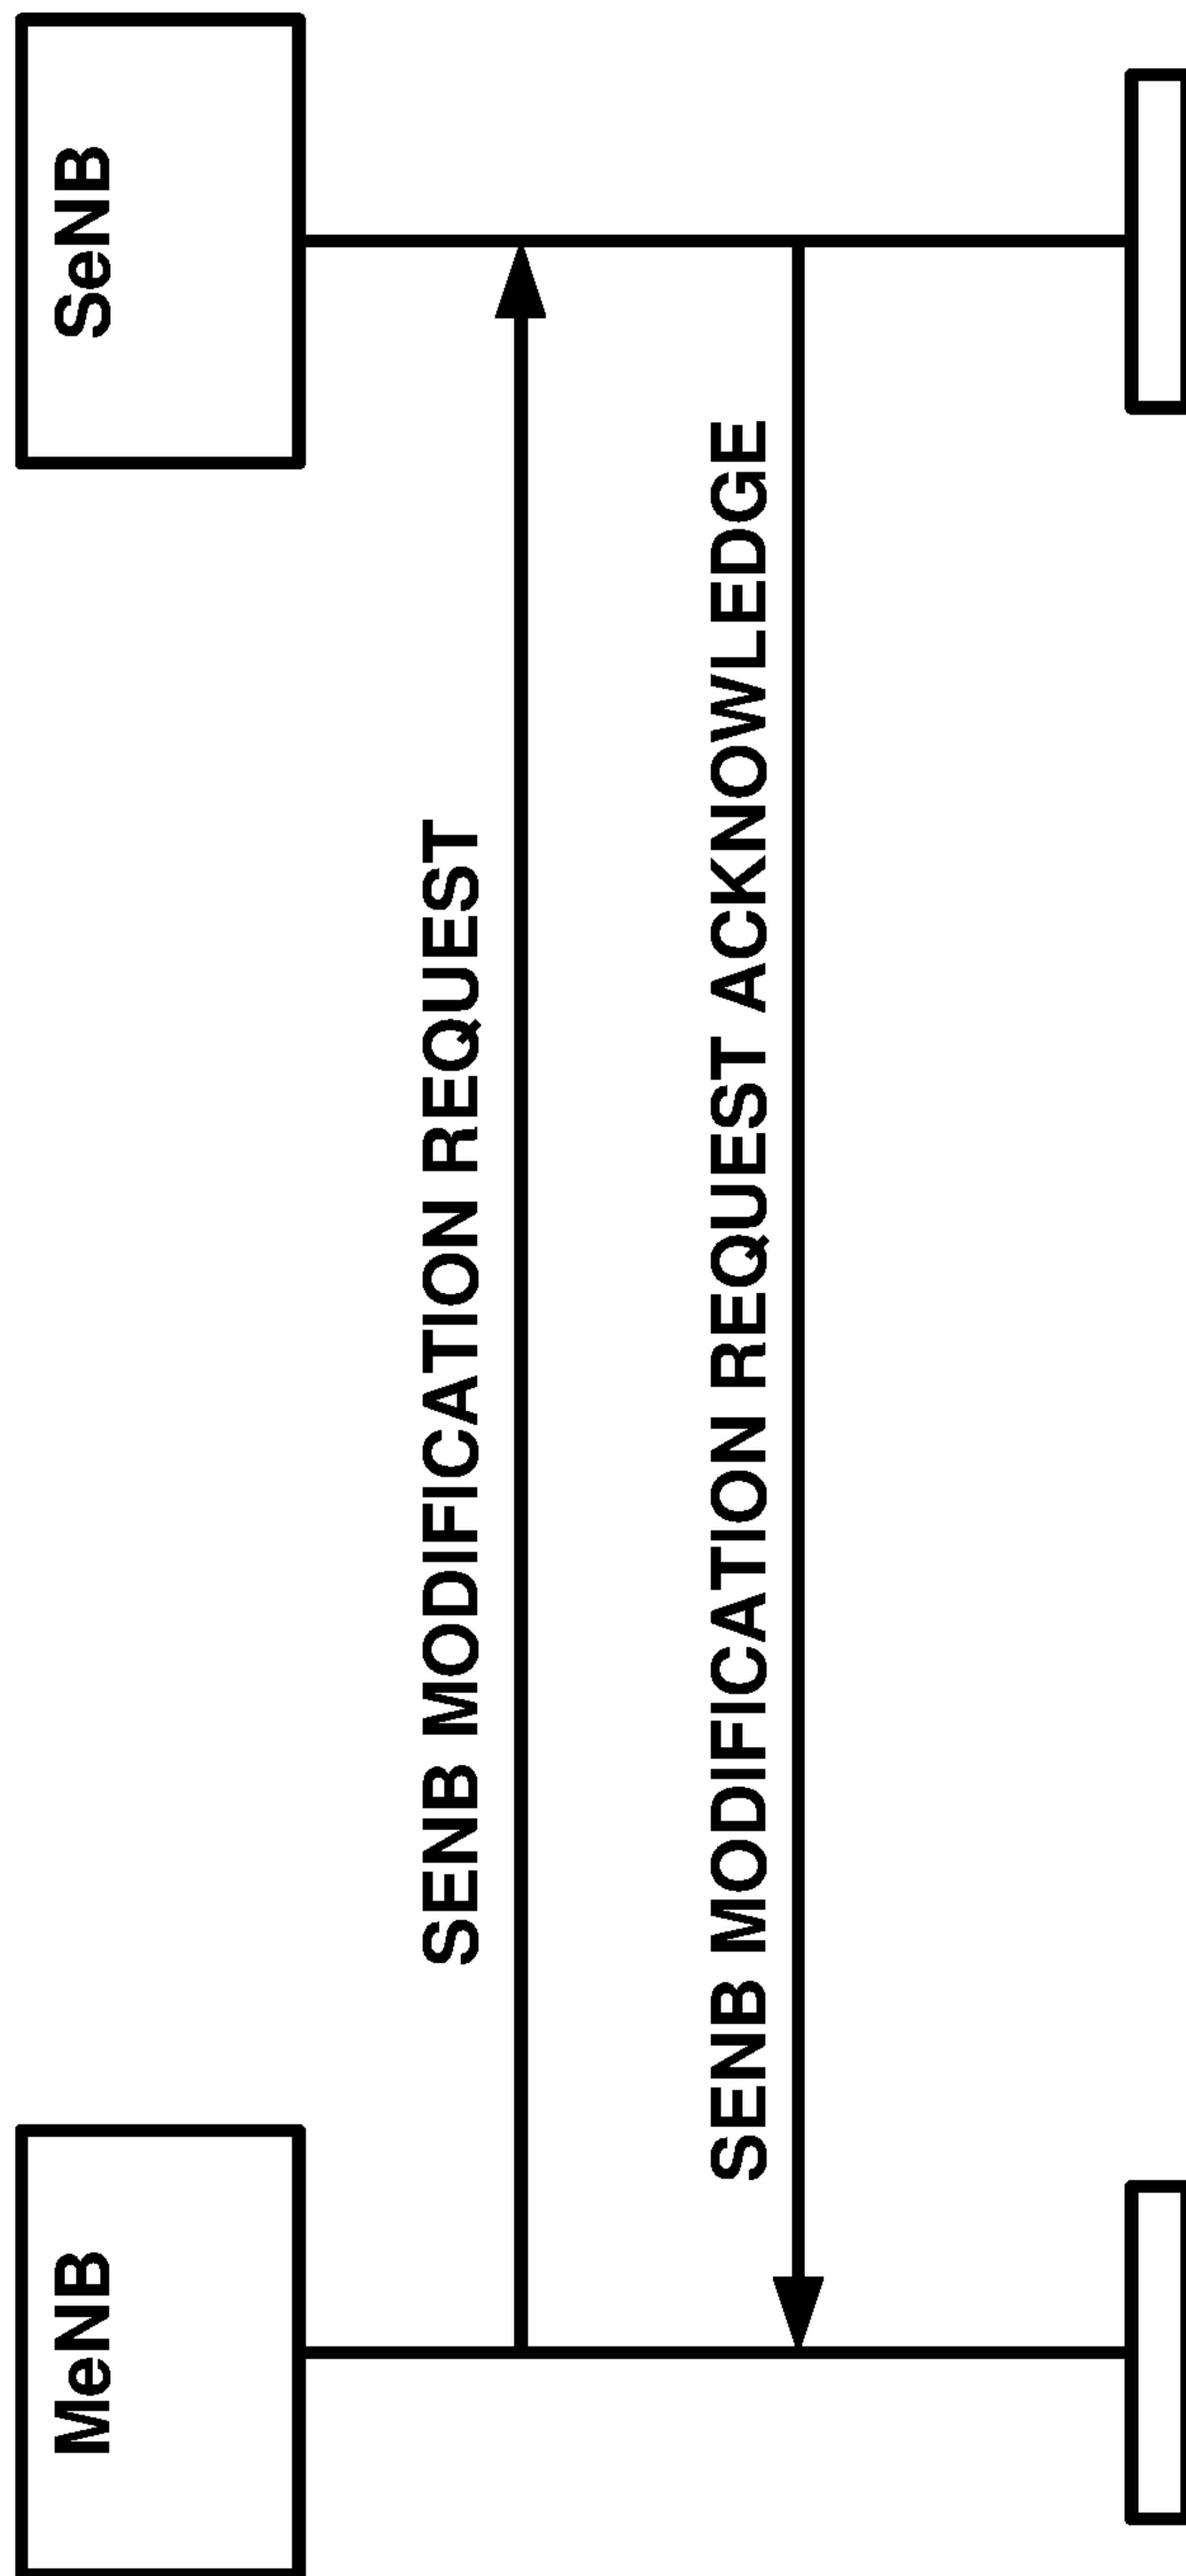 MeNB
SeNB
SENB MODIFICATION REQUEST
SENB MODIFICATION REQUEST ACKNOWLEDGE